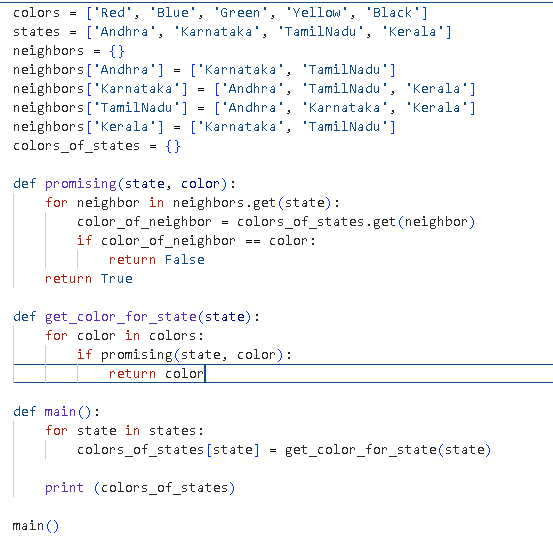 colors = ['Red', 'Blue', 'Green', 'Yellow', 'Black']
states = ['Andhra', 'Karnataka', 'TamilNadu', 'Kerala']
neighbors = {}
neighbors['Andhra'] = ['Karnataka', 'TamilNadu']
neighbors['Karnataka'] = ['Andhra', 'TamilNadu', 'Kerala']
neighbors['TamilNadu'] = ['Andhra', 'Karnataka', 'Kerala']
neighbors['Kerala'] = ['Karnataka', 'TamilNadu']
colors_of_states = {}

def promising(state, color):
    for neighbor in neighbors.get(state):
        color_of_neighbor = colors_of_states.get(neighbor)
        if color_of_neighbor == color:
            return False
    return True

def get_color_for_state(state):
    for color in colors:
        if promising(state, color):
            return color

def main():
    for state in states:
        colors_of_states[state] = get_color_for_state(state)

    print (colors_of_states)

main()